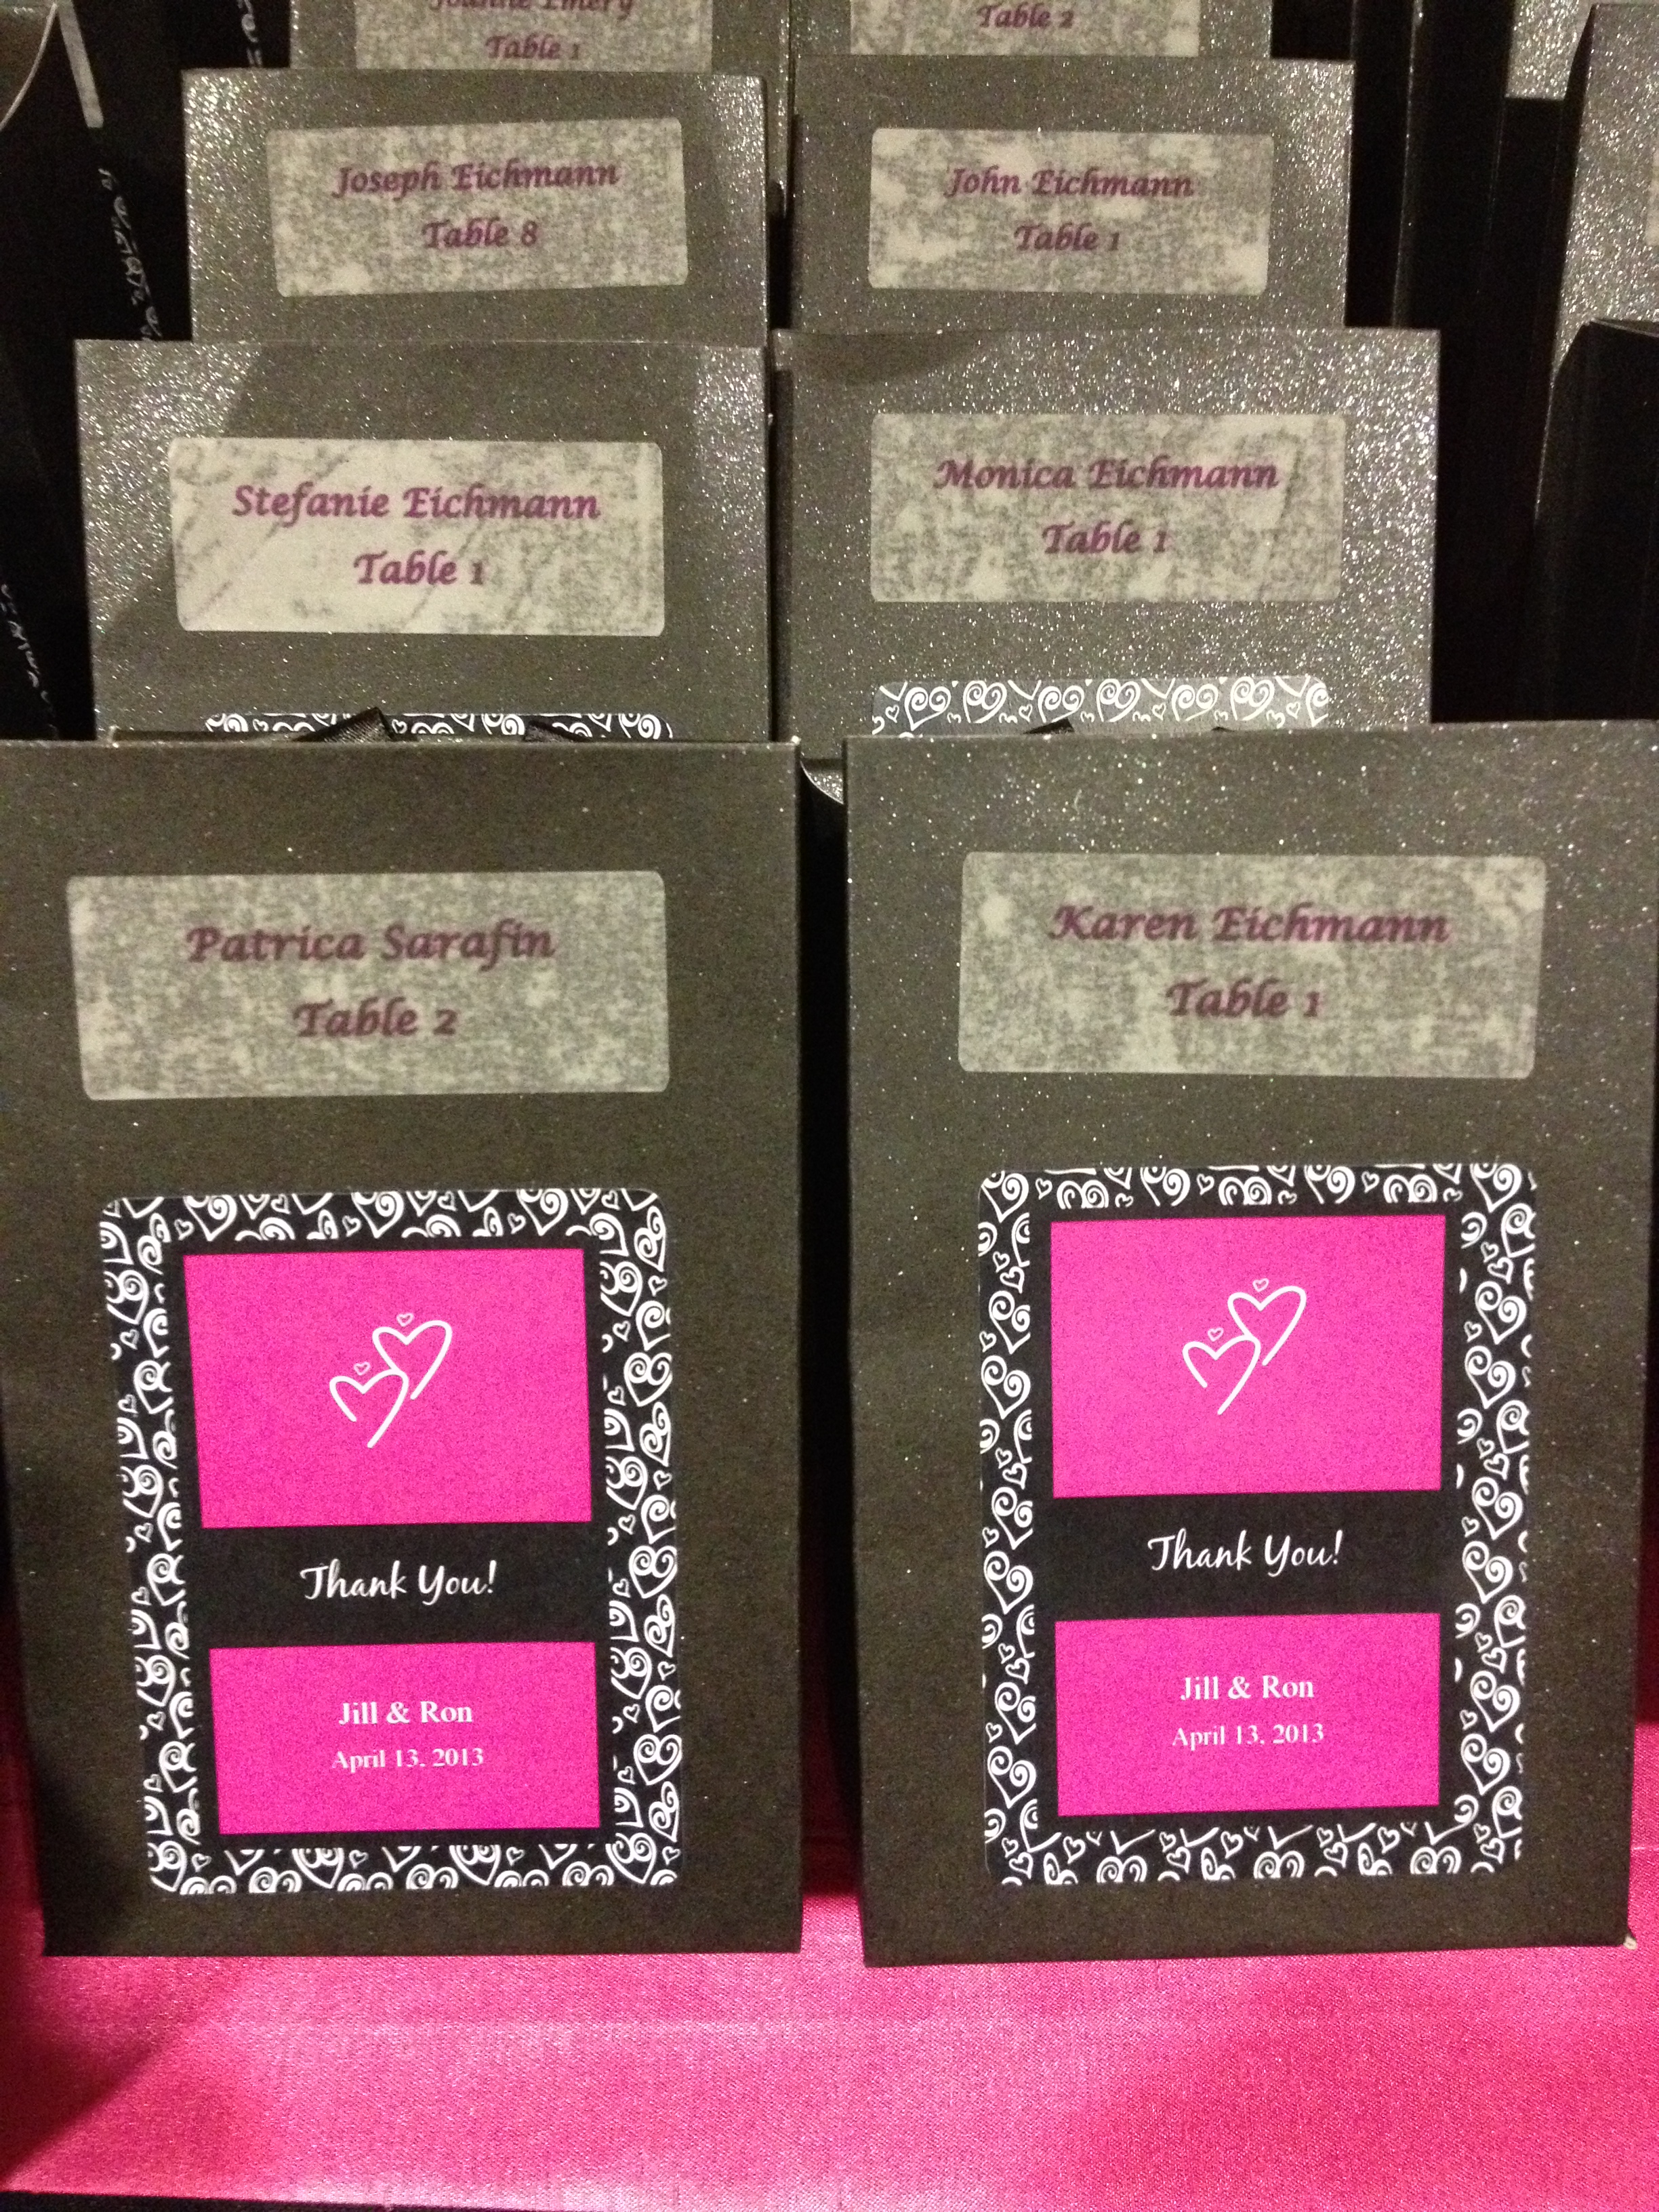 Joanne Emery
Table 1
Table 2
Joseph Eichmann
Table 8
John Eichmann
Table 1
Stefanie Eichmann
Table 1
Monica Eichmann
Table 1
Patrica Sarafin
Table 2
Karen Eichmann
Table 1
Thank You!
Jill & Ron
April 13, 2013
Thank You!
Jill & Ron
April 13, 2013